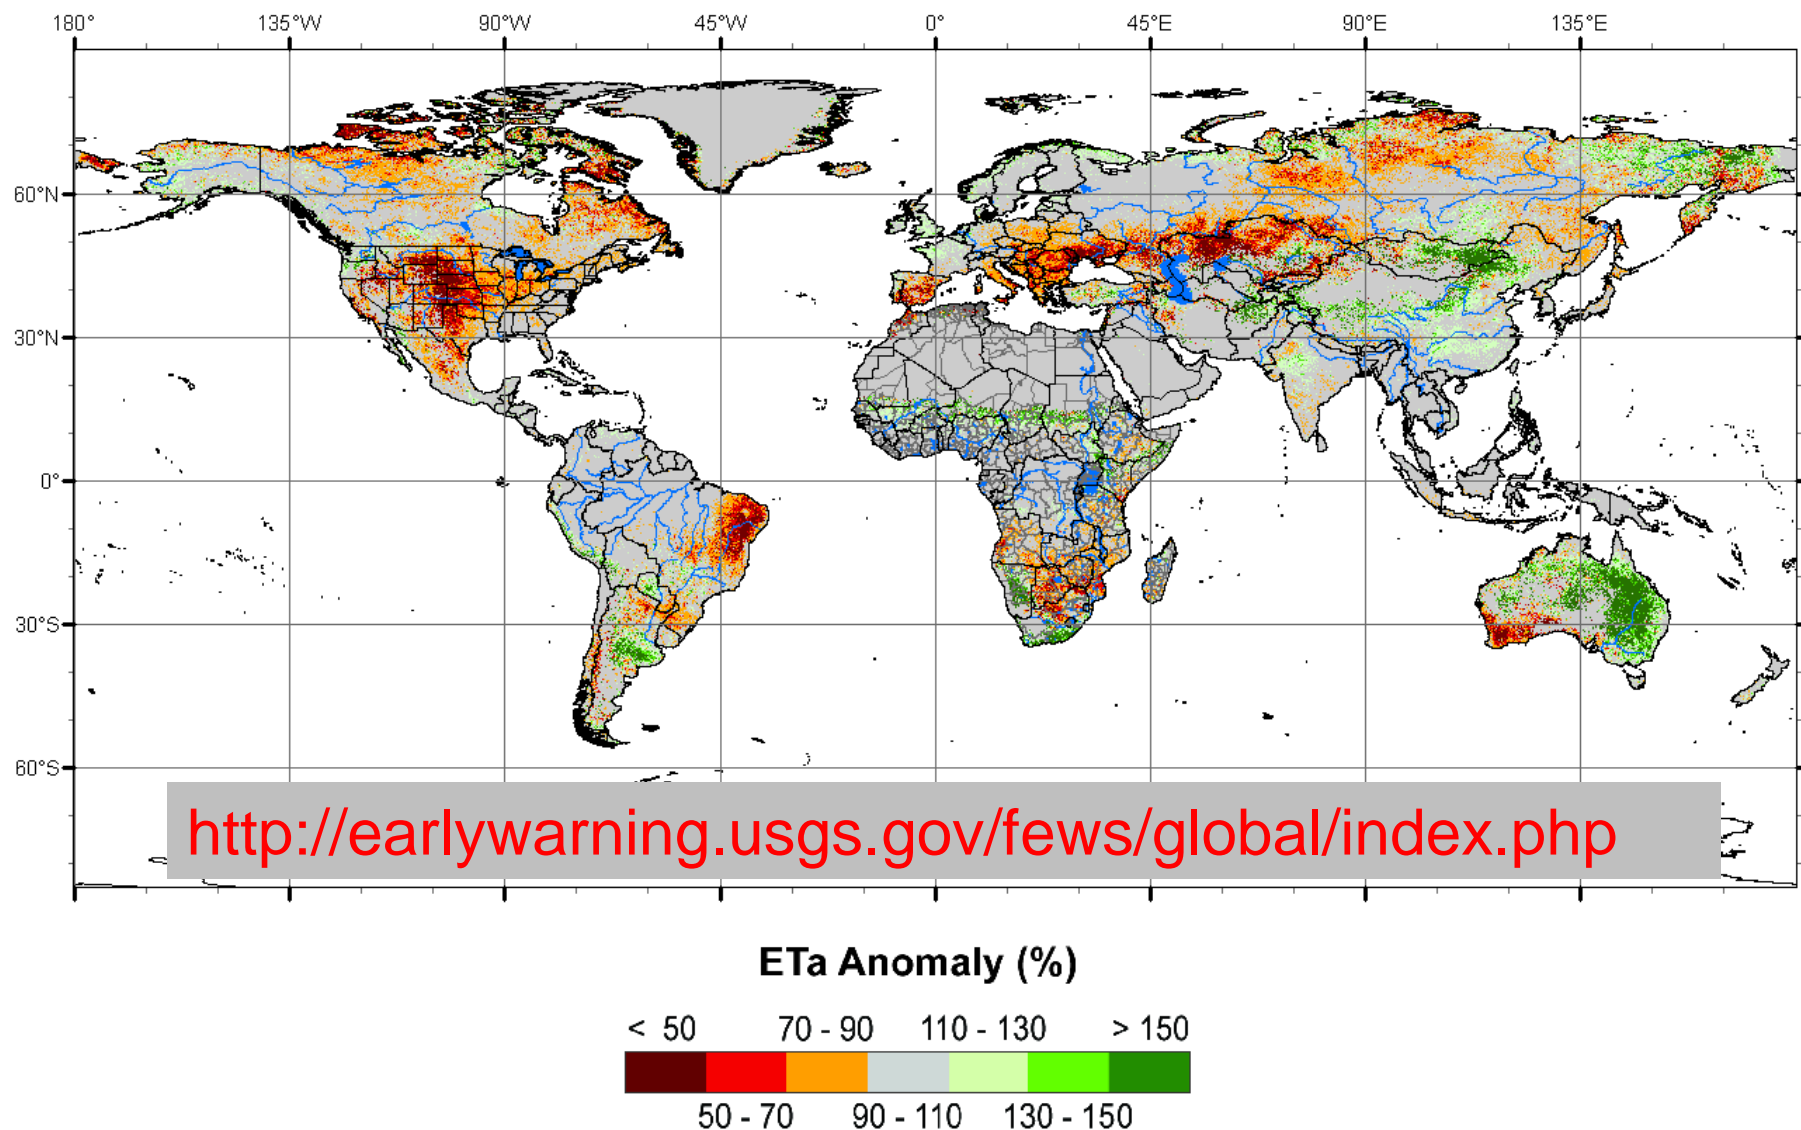 180° 135°W 90°W 45°W 0° 45°E 90°E 135°E
60°N
30°N
0°
30°S
60°S
http://earlywarning.usgs.gov/fews/global/index.php
ETa Anomaly (%)
< 50 70 - 90 110 - 130 > 150
50 - 70 90 - 110 130 - 150